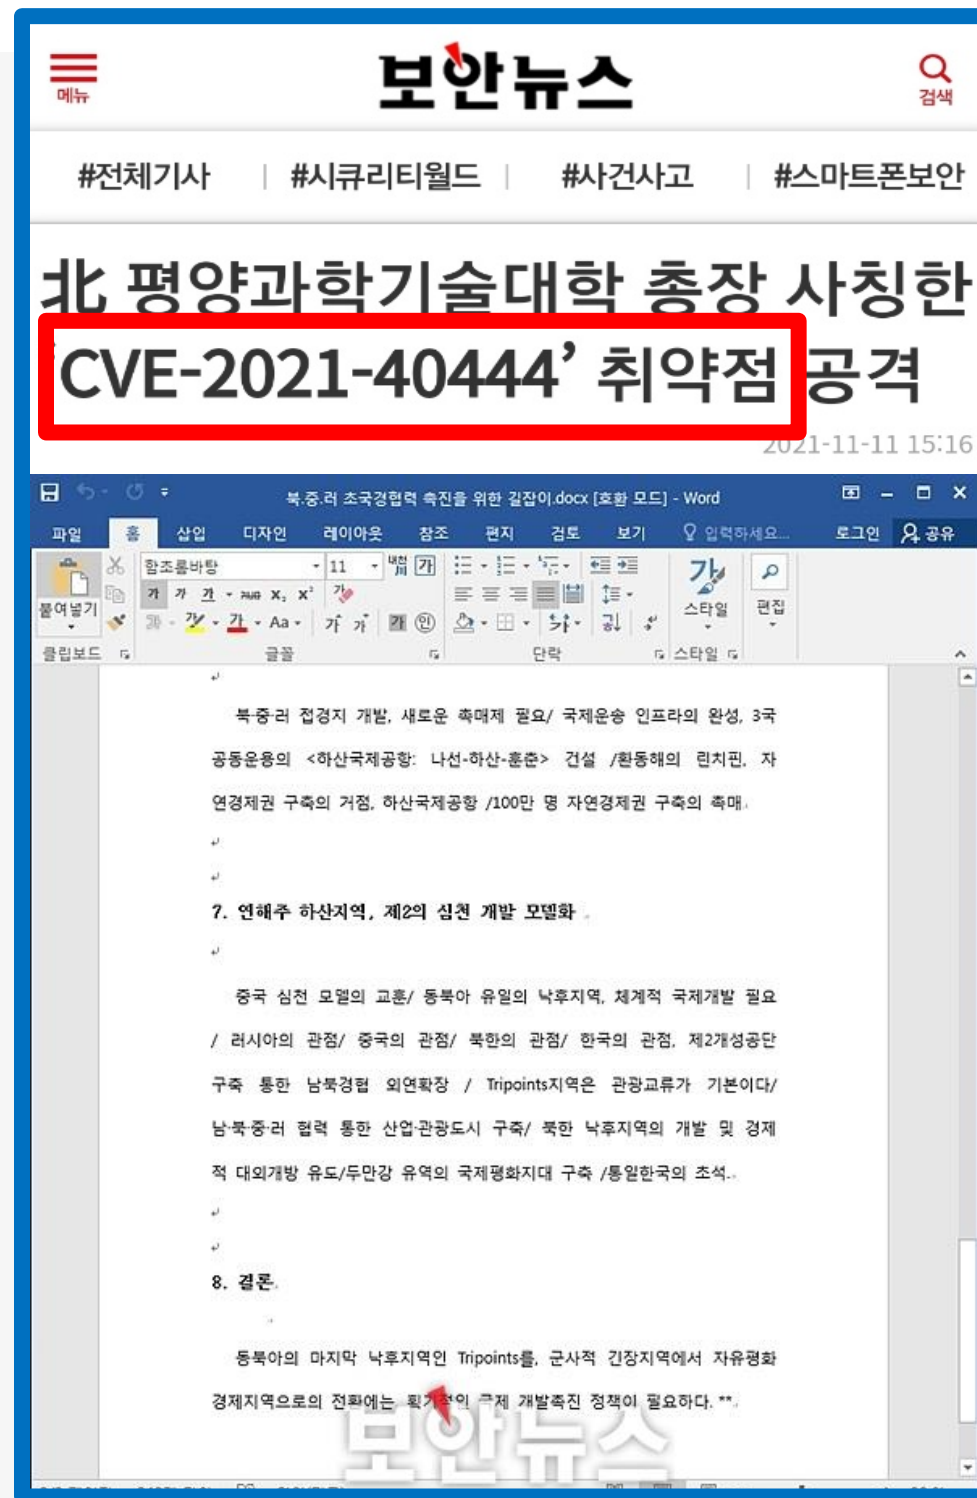 메뉴
보안뉴스
검색
#전체기사 | #시큐리티월드 | #사건사고 | #스마트폰보안
北 평양과학기술대학 총장 사칭한
‘CVE-2021-40444’ 취약점 공격
2021-11-11 15:16
북.중.러 초국경협력 촉진을 위한 길잡이.docx [호환 모드] - Word
파일 홈 삽입 디자인 레이아웃 참조 편지 검토 보기 입력하세요... 로그인 공유
함초롬바탕 11
붙여넣기
스타일
편집
클립보드 글꼴 단락 스타일
북·중·러 접경지 개발, 새로운 촉매제 필요/ 국제운송 인프라의 완성, 3국
공동운용의 <하산국제공항: 나선-하산-훈춘> 건설 /환동해의 린치핀, 자
연경제권 구축의 거점, 하산국제공항 /100만 명 자연경제권 구축의 촉매.
7. 연해주 하산지역, 제2의 심천 개발 모델화
중국 심천 모델의 교훈/ 동북아 유일의 낙후지역, 체계적 국제개발 필요
/ 러시아의 관점/ 중국의 관점/ 북한의 관점/ 한국의 관점, 제2개성공단
구축 통한 남북경협 외연확장 / Tripoints지역은 관광교류가 기본이다/
남·북·중·러 협력 통한 산업·관광도시 구축/ 북한 낙후지역의 개발 및 경제
적 대외개방 유도/두만강 유역의 국제평화지대 구축 /통일한국의 초석.
8. 결론
동북아의 마지막 낙후지역인 Tripoints를, 군사적 긴장지역에서 자유평화
경제지역으로의 전환에는 획기적인 국제 개발촉진 정책이 필요하다. **
보안뉴스